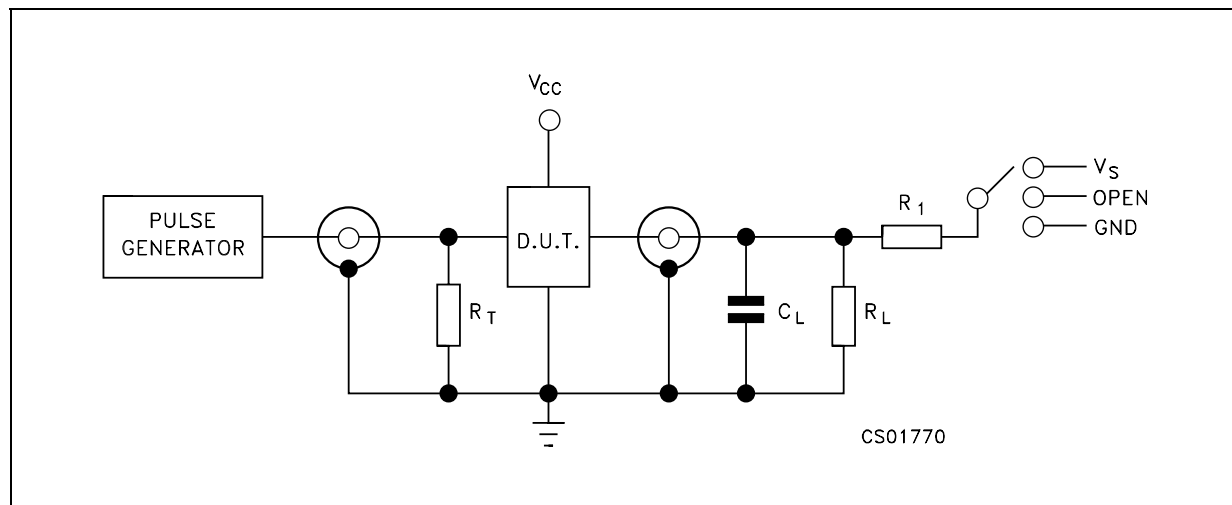 VCC
PULSE
GENERATOR
D.U.T.
RT
CL
RL
R1
VS
OPEN
GND
CS01770